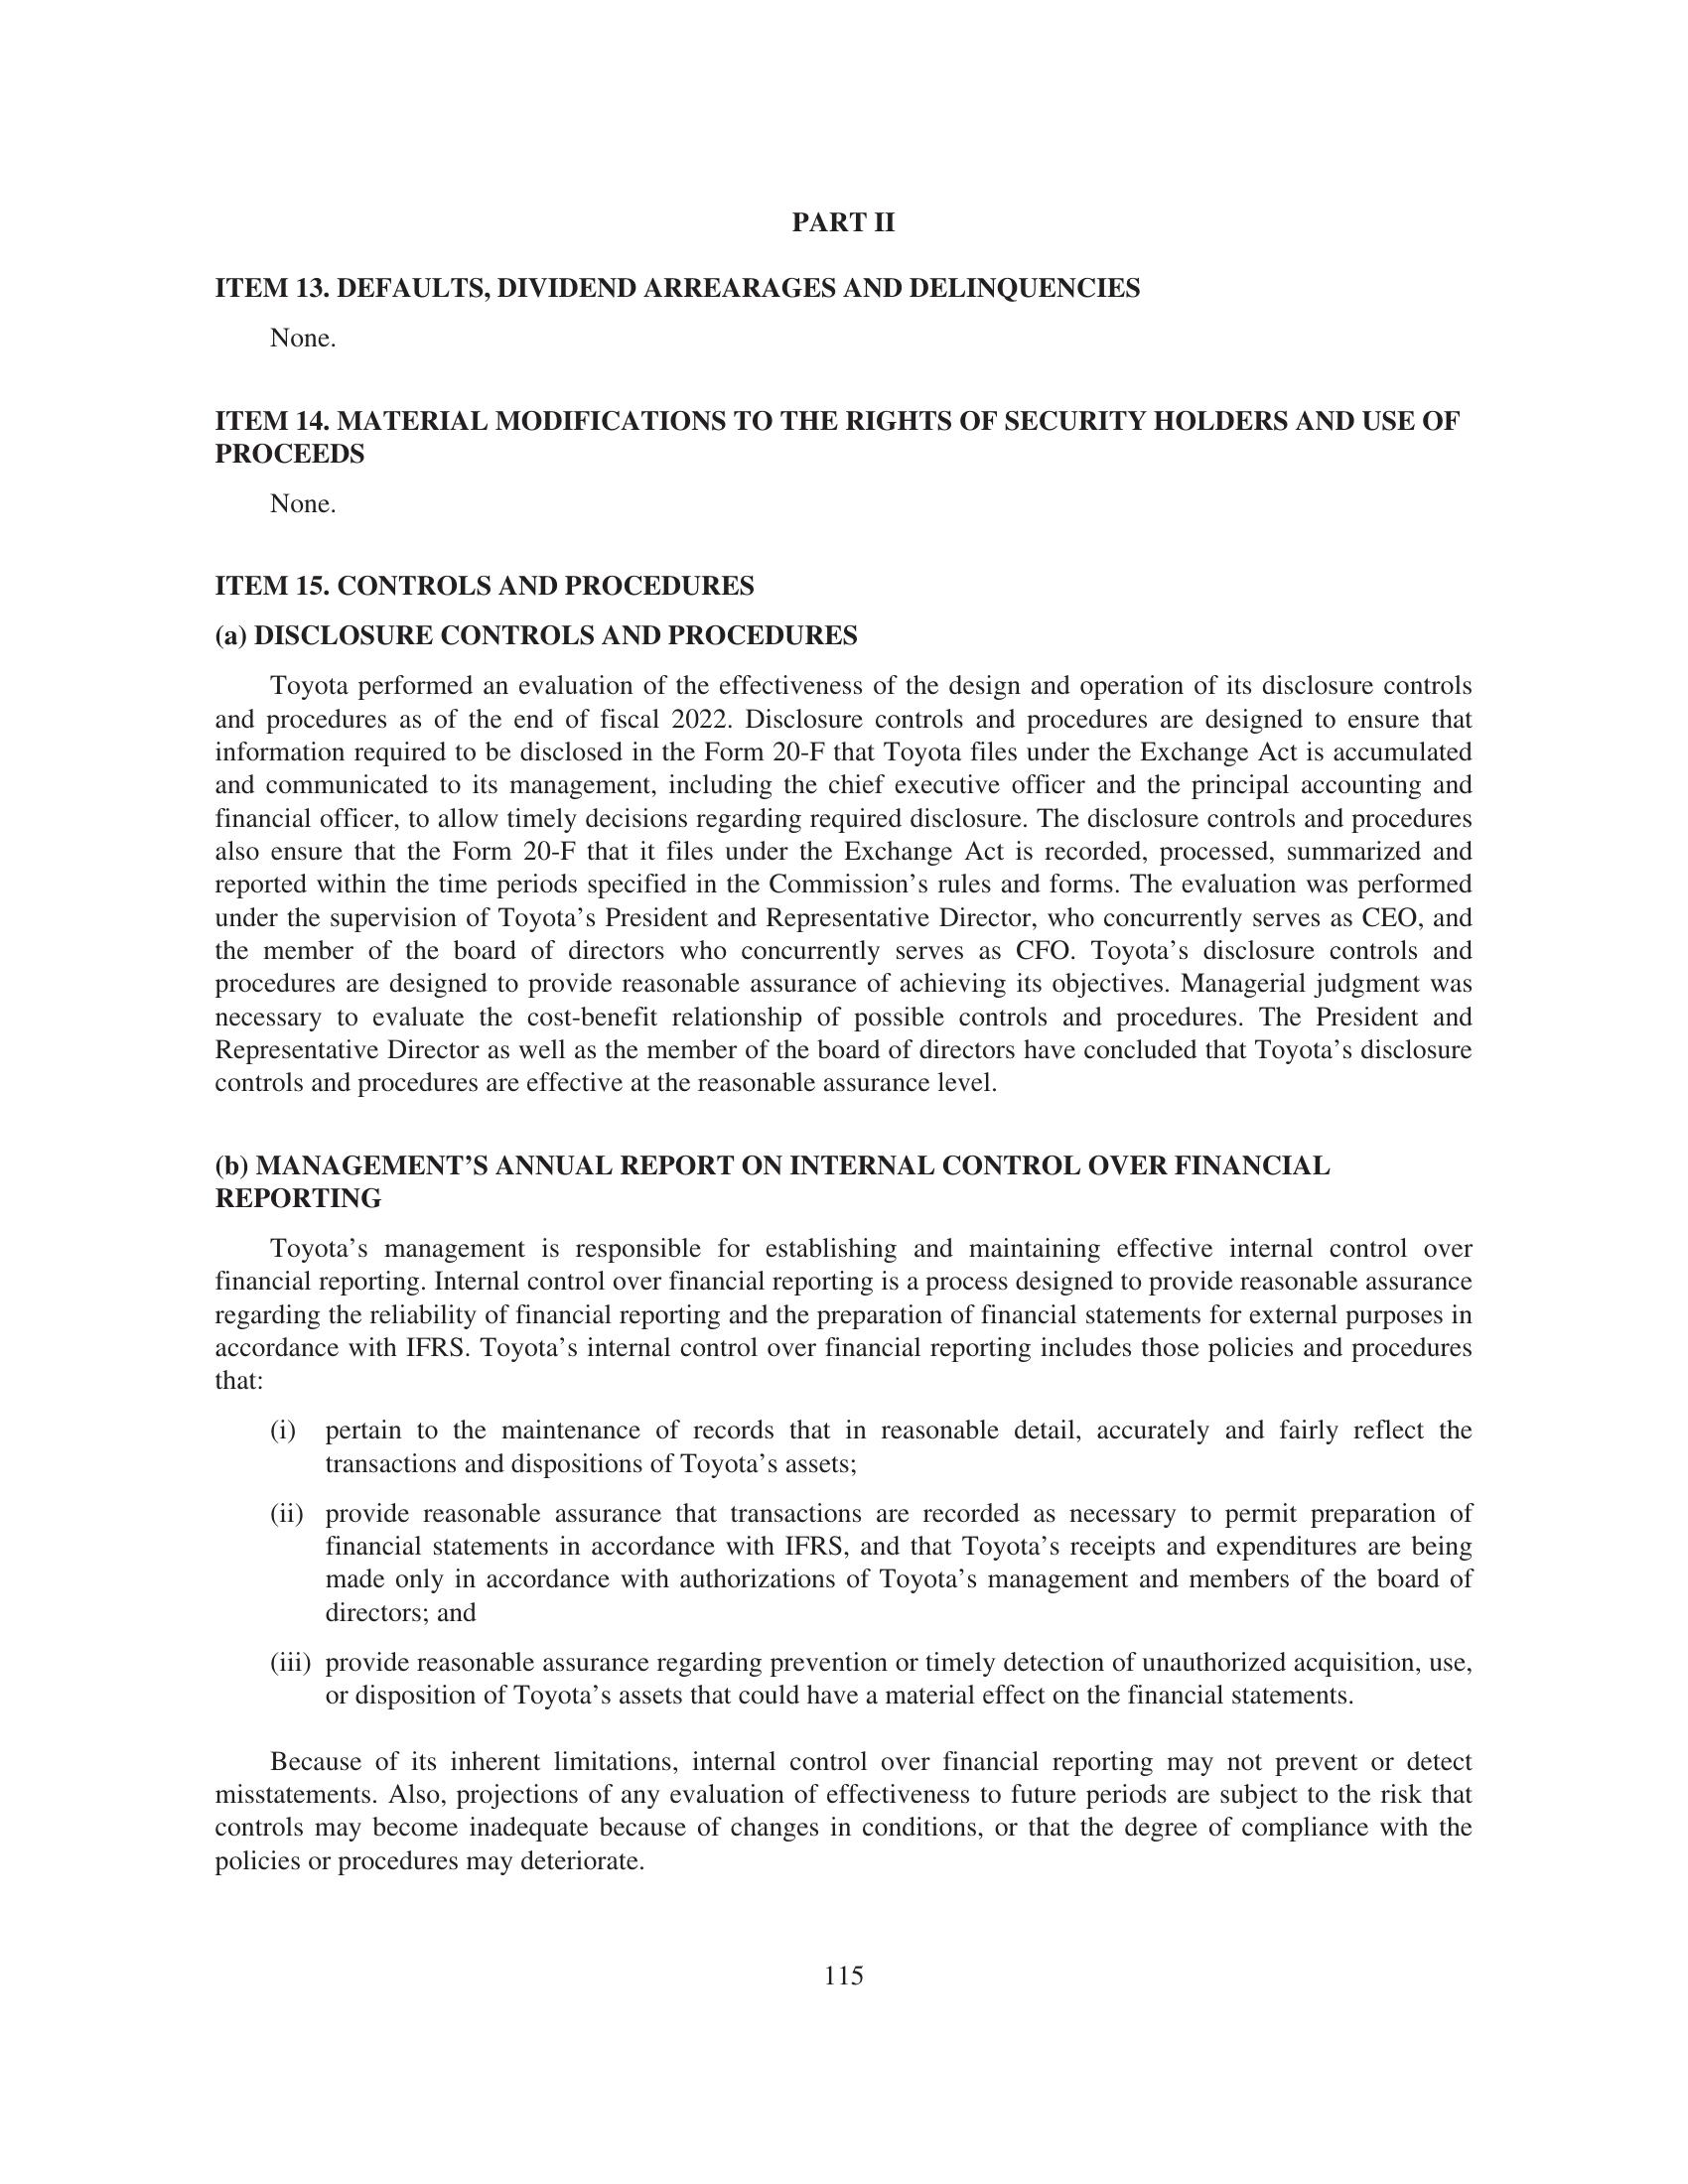 PART II
ITEM 13. DEFAULTS, DIVIDEND ARREARAGES AND DELINQUENCIES
None.
ITEM 14. MATERIAL MODIFICATIONS TO THE RIGHTS OF SECURITY HOLDERS AND USE OF
PROCEEDS
None.
ITEM 15. CONTROLS AND PROCEDURES
(a) DISCLOSURE CONTROLS AND PROCEDURES
Toyota performed an evaluation of the effectiveness of the design and operation of its disclosure controls
and procedures as of the end of fiscal 2022. Disclosure controls and procedures are designed to ensure that
information required to be disclosed in the Form 20-F that Toyota files under the Exchange Act is accumulated
and communicated to its management, including the chief executive officer and the principal accounting and
financial officer, to allow timely decisions regarding required disclosure. The disclosure controls and procedures
also ensure that the Form 20-F that it files under the Exchange Act is recorded, processed, summarized and
reported within the time periods specified in the Commission’s rules and forms. The evaluation was performed
under the supervision of Toyota’s President and Representative Director, who concurrently serves as CEO, and
the member of the board of directors who concurrently serves as CFO. Toyota’s disclosure controls and
procedures are designed to provide reasonable assurance of achieving its objectives. Managerial judgment was
necessary to evaluate the cost-benefit relationship of possible controls and procedures. The President and
Representative Director as well as the member of the board of directors have concluded that Toyota’s disclosure
controls and procedures are effective at the reasonable assurance level.
(b) MANAGEMENT’S ANNUAL REPORT ON INTERNAL CONTROL OVER FINANCIAL
REPORTING
Toyota’s management is responsible for establishing and maintaining effective internal control over
financial reporting. Internal control over financial reporting is a process designed to provide reasonable assurance
regarding the reliability of financial reporting and the preparation of financial statements for external purposes in
accordance with IFRS. Toyota’s internal control over financial reporting includes those policies and procedures
that:
(i) pertain to the maintenance of records that in reasonable detail, accurately and fairly reflect the
transactions and dispositions of Toyota’s assets;
(ii) provide reasonable assurance that transactions are recorded as necessary to permit preparation of
financial statements in accordance with IFRS, and that Toyota’s receipts and expenditures are being
made only in accordance with authorizations of Toyota’s management and members of the board of
directors; and
(iii) provide reasonable assurance regarding prevention or timely detection of unauthorized acquisition, use,
or disposition of Toyota’s assets that could have a material effect on the financial statements.
Because of its inherent limitations, internal control over financial reporting may not prevent or detect
misstatements. Also, projections of any evaluation of effectiveness to future periods are subject to the risk that
controls may become inadequate because of changes in conditions, or that the degree of compliance with the
policies or procedures may deteriorate.
115